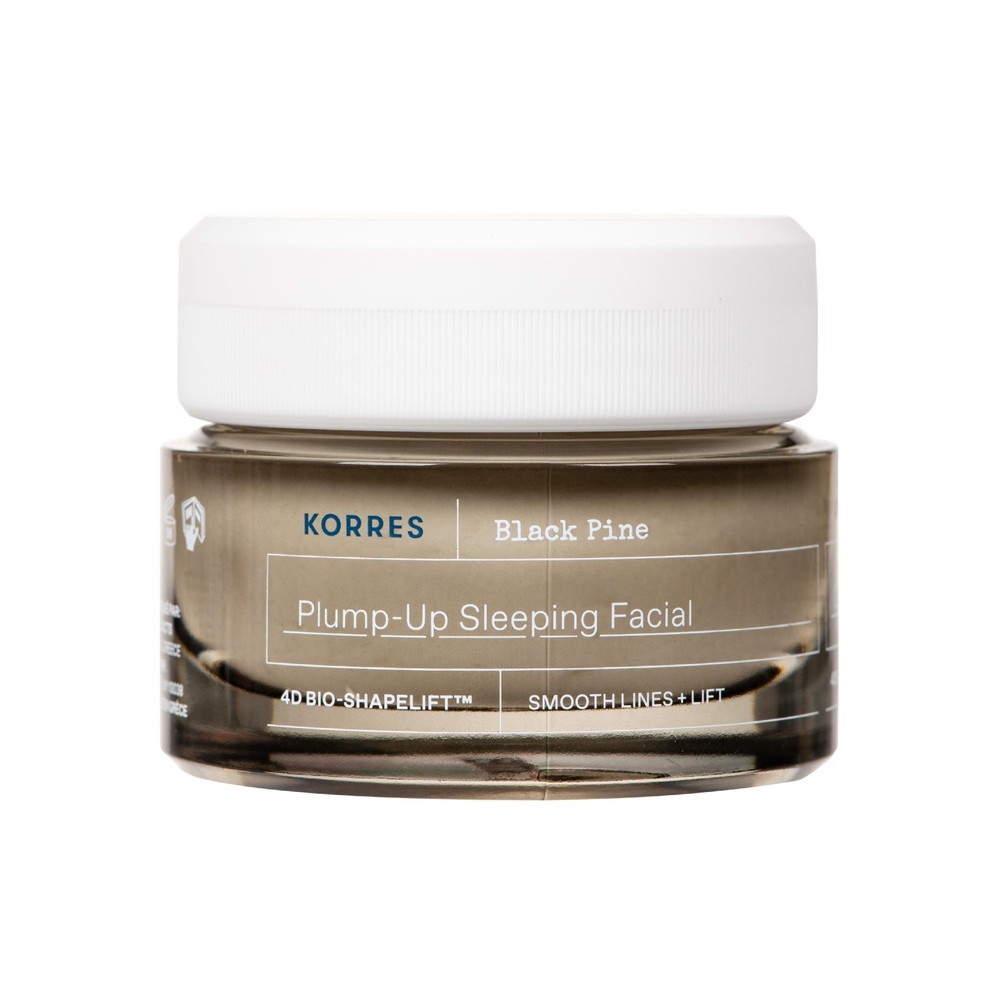 KORRES
Black Pine
Plump-Up Sleeping Facial
4D BIO-SHAPELIFT™
SMOOTH LINES + LIFT